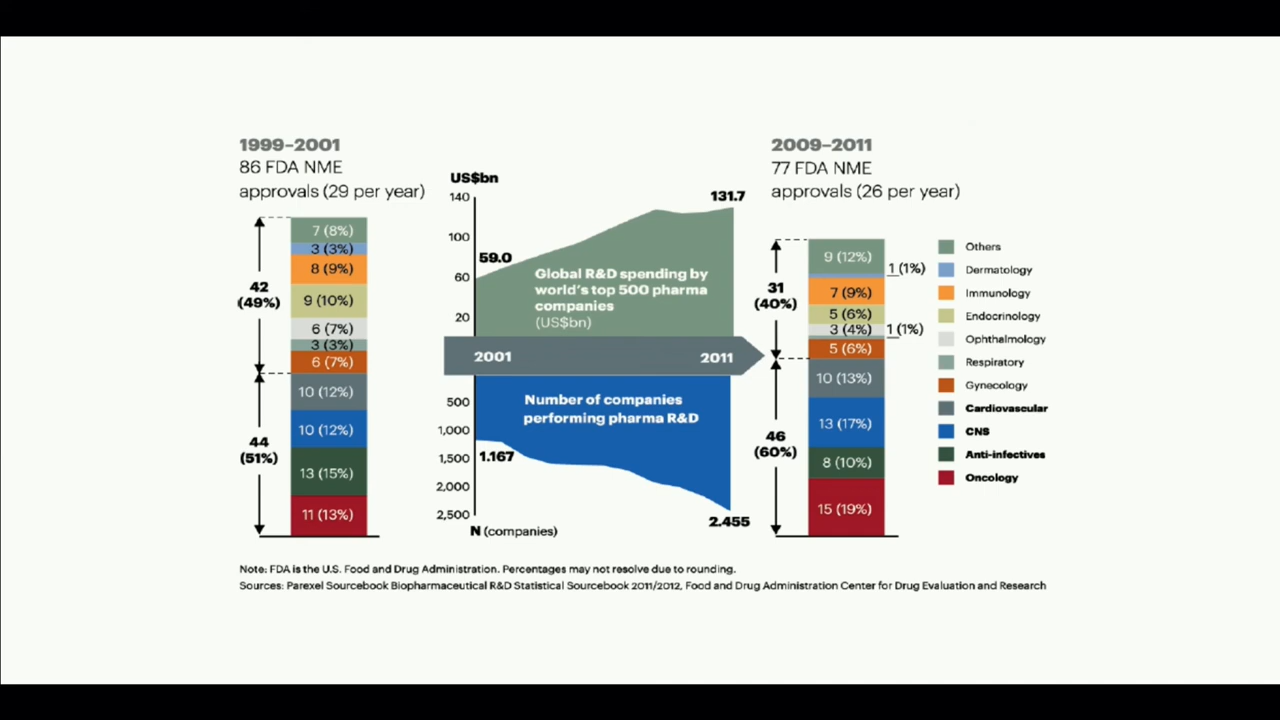 1999–2001
86 FDA NME
approvals (29 per year)
42
(49%)
44
(51%)
7 (8%)
3 (3%)
8 (9%)
9 (10%)
6 (7%)
3 (3%)
6 (7%)
10 (12%)
10 (12%)
13 (15%)
11 (13%)
US$bn
140
100
60
20
59.0
131.7
Global R&D spending by
world's top 500 pharma
companies
(US$bn)
2001
2011
500
1,000
1,500
2,000
2,500
Number of companies
performing pharma R&D
1.167
2.455
N (companies)
2009–2011
77 FDA NME
approvals (26 per year)
31
(40%)
46
(60%)
9 (12%)
1 (1%)
7 (9%)
5 (6%)
3 (4%)
1 (1%)
5 (6%)
10 (13%)
13 (17%)
8 (10%)
15 (19%)
Others
Dermatology
Immunology
Endocrinology
Ophthalmology
Respiratory
Gynecology
Cardiovascular
CNS
Anti-infectives
Oncology
Note: FDA is the U.S. Food and Drug Administration. Percentages may not resolve due to rounding.
Sources: Parexel Sourcebook Biopharmaceutical R&D Statistical Sourcebook 2011/2012, Food and Drug Administration Center for Drug Evaluation and Research